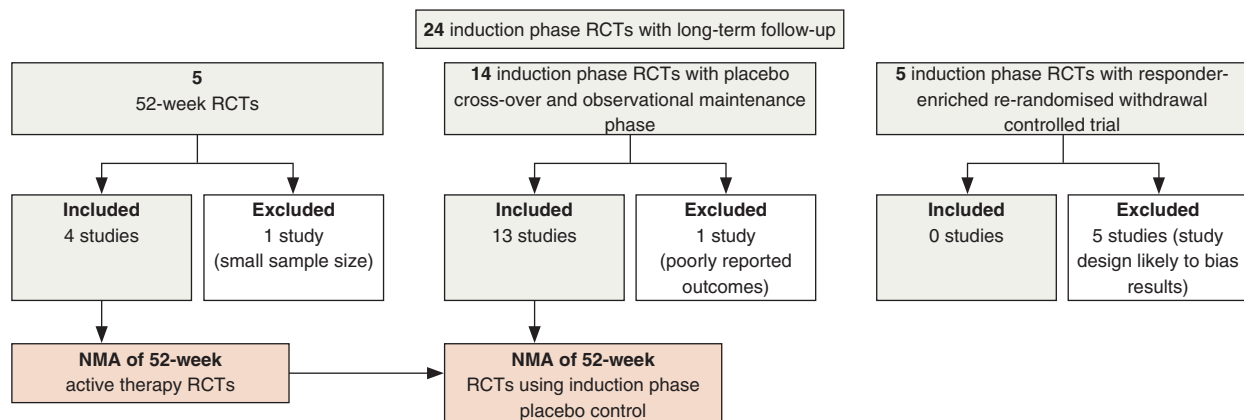 24 induction phase RCTs with long-term follow-up
5
52-week RCTs
14 induction phase RCTs with placebo
cross-over and observational maintenance
phase
5 induction phase RCTs with responder-
enriched re-randomised withdrawal
controlled trial
Included
4 studies
Excluded
1 study
(small sample size)
Included
13 studies
Excluded
1 study
(poorly reported
outcomes)
Included
0 studies
Excluded
5 studies (study
design likely to bias
results)
NMA of 52-week
active therapy RCTs
NMA of 52-week
RCTs using induction phase
placebo control